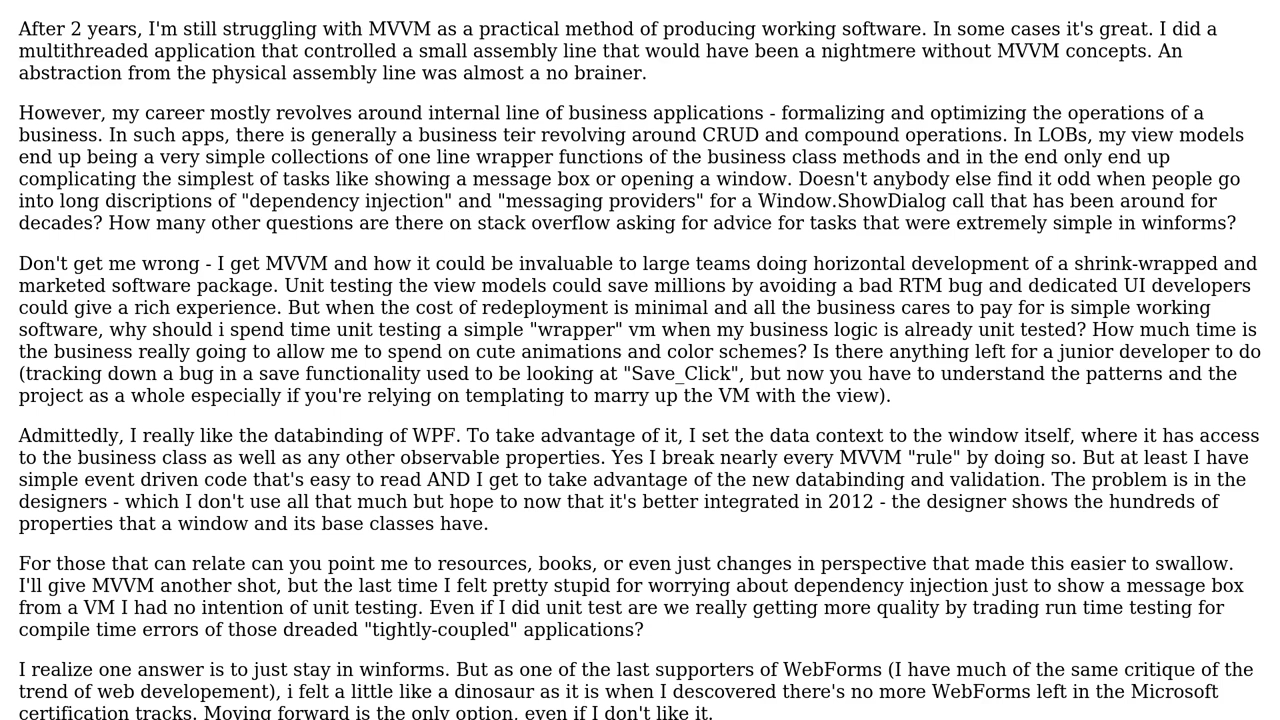 After 2 years, I'm still struggling with MVVM as a practical method of producing working software. In some cases it's great. I did a
multithreaded application that controlled a small assembly line that would have been a nightmere without MVVM concepts. An
abstraction from the physical assembly line was almost a no brainer.
However, my career mostly revolves around internal line of business applications - formalizing and optimizing the operations of a
business. In such apps, there is generally a business teir revolving around CRUD and compound operations. In LOBs, my view models
end up being a very simple collections of one line wrapper functions of the business class methods and in the end only end up
complicating the simplest of tasks like showing a message box or opening a window. Doesn't anybody else find it odd when people go
into long discriptions of "dependency injection" and "messaging providers" for a Window.ShowDialog call that has been around for
decades? How many other questions are there on stack overflow asking for advice for tasks that were extremely simple in winforms?
Don't get me wrong - I get MVVM and how it could be invaluable to large teams doing horizontal development of a shrink-wrapped and
marketed software package. Unit testing the view models could save millions by avoiding a bad RTM bug and dedicated UI developers
could give a rich experience. But when the cost of redeployment is minimal and all the business cares to pay for is simple working
software, why should i spend time unit testing a simple "wrapper" vm when my business logic is already unit tested? How much time is
the business really going to allow me to spend on cute animations and color schemes? Is there anything left for a junior developer to do
(tracking down a bug in a save functionality used to be looking at "Save_Click", but now you have to understand the patterns and the
project as a whole especially if you're relying on templating to marry up the VM with the view).
Admittedly, I really like the databinding of WPF. To take advantage of it, I set the data context to the window itself, where it has access
to the business class as well as any other observable properties. Yes I break nearly every MVVM "rule" by doing so. But at least I have
simple event driven code that's easy to read AND I get to take advantage of the new databinding and validation. The problem is in the
designers - which I don't use all that much but hope to now that it's better integrated in 2012 - the designer shows the hundreds of
properties that a window and its base classes have.
For those that can relate can you point me to resources, books, or even just changes in perspective that made this easier to swallow.
I'll give MVVM another shot, but the last time I felt pretty stupid for worrying about dependency injection just to show a message box
from a VM I had no intention of unit testing. Even if I did unit test are we really getting more quality by trading run time testing for
compile time errors of those dreaded "tightly-coupled" applications?
I realize one answer is to just stay in winforms. But as one of the last supporters of WebForms (I have much of the same critique of the
trend of web developement), i felt a little like a dinosaur as it is when I descovered there's no more WebForms left in the Microsoft
certification tracks. Moving forward is the only option, even if I don't like it.